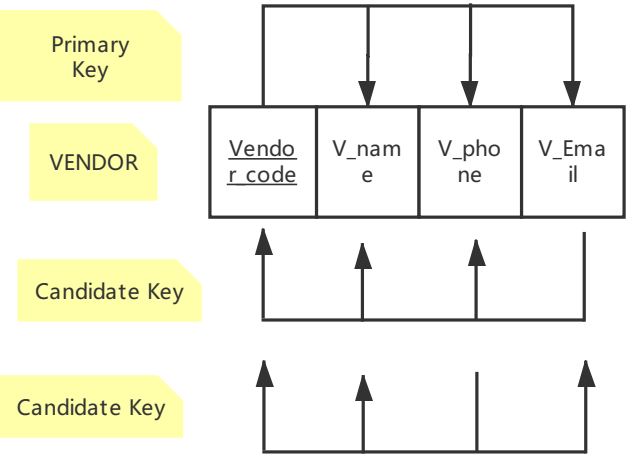 Primary
Key
VENDOR
Vendo
r_code
V_nam
e
V_pho
ne
V_Ema
il
Candidate Key
Candidate Key